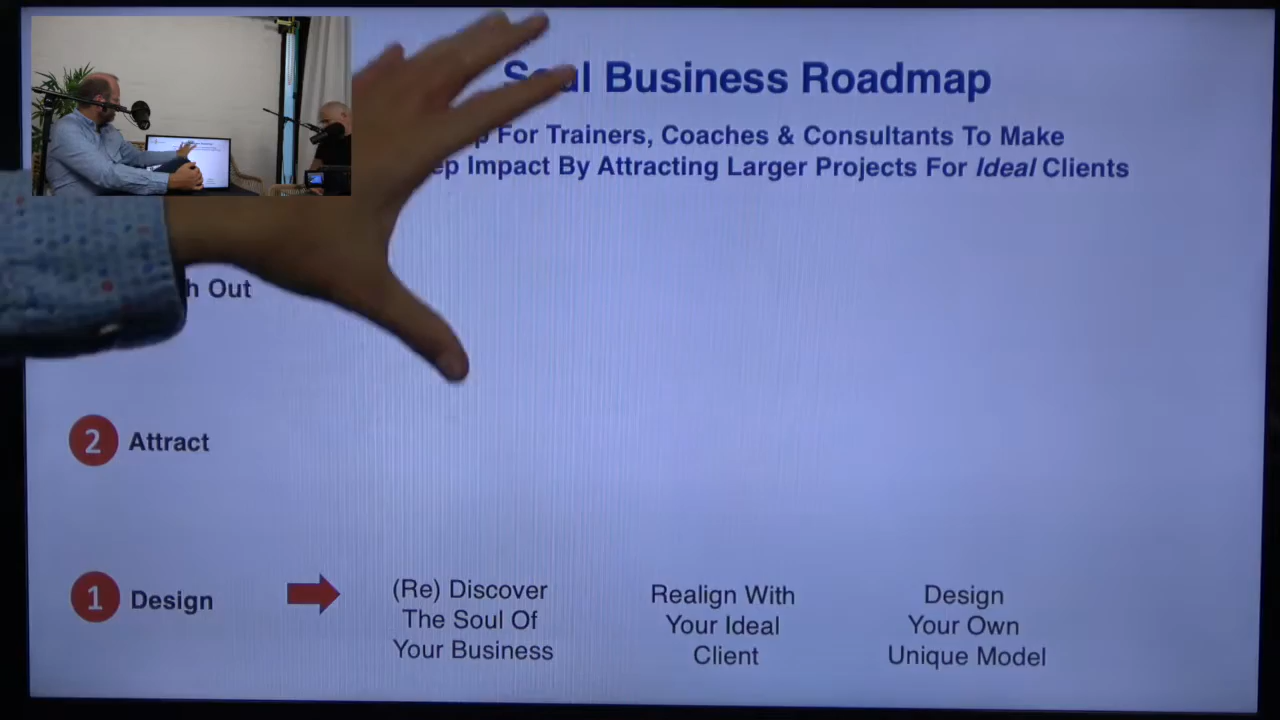 Soul Business Roadmap
For Trainers, Coaches & Consultants To Make
Impact By Attracting Larger Projects For Ideal Clients
Out
2 Attract
1 Design
(Re) Discover
The Soul Of
Your Business
Realign With
Your Ideal
Client
Design
Your Own
Unique Model